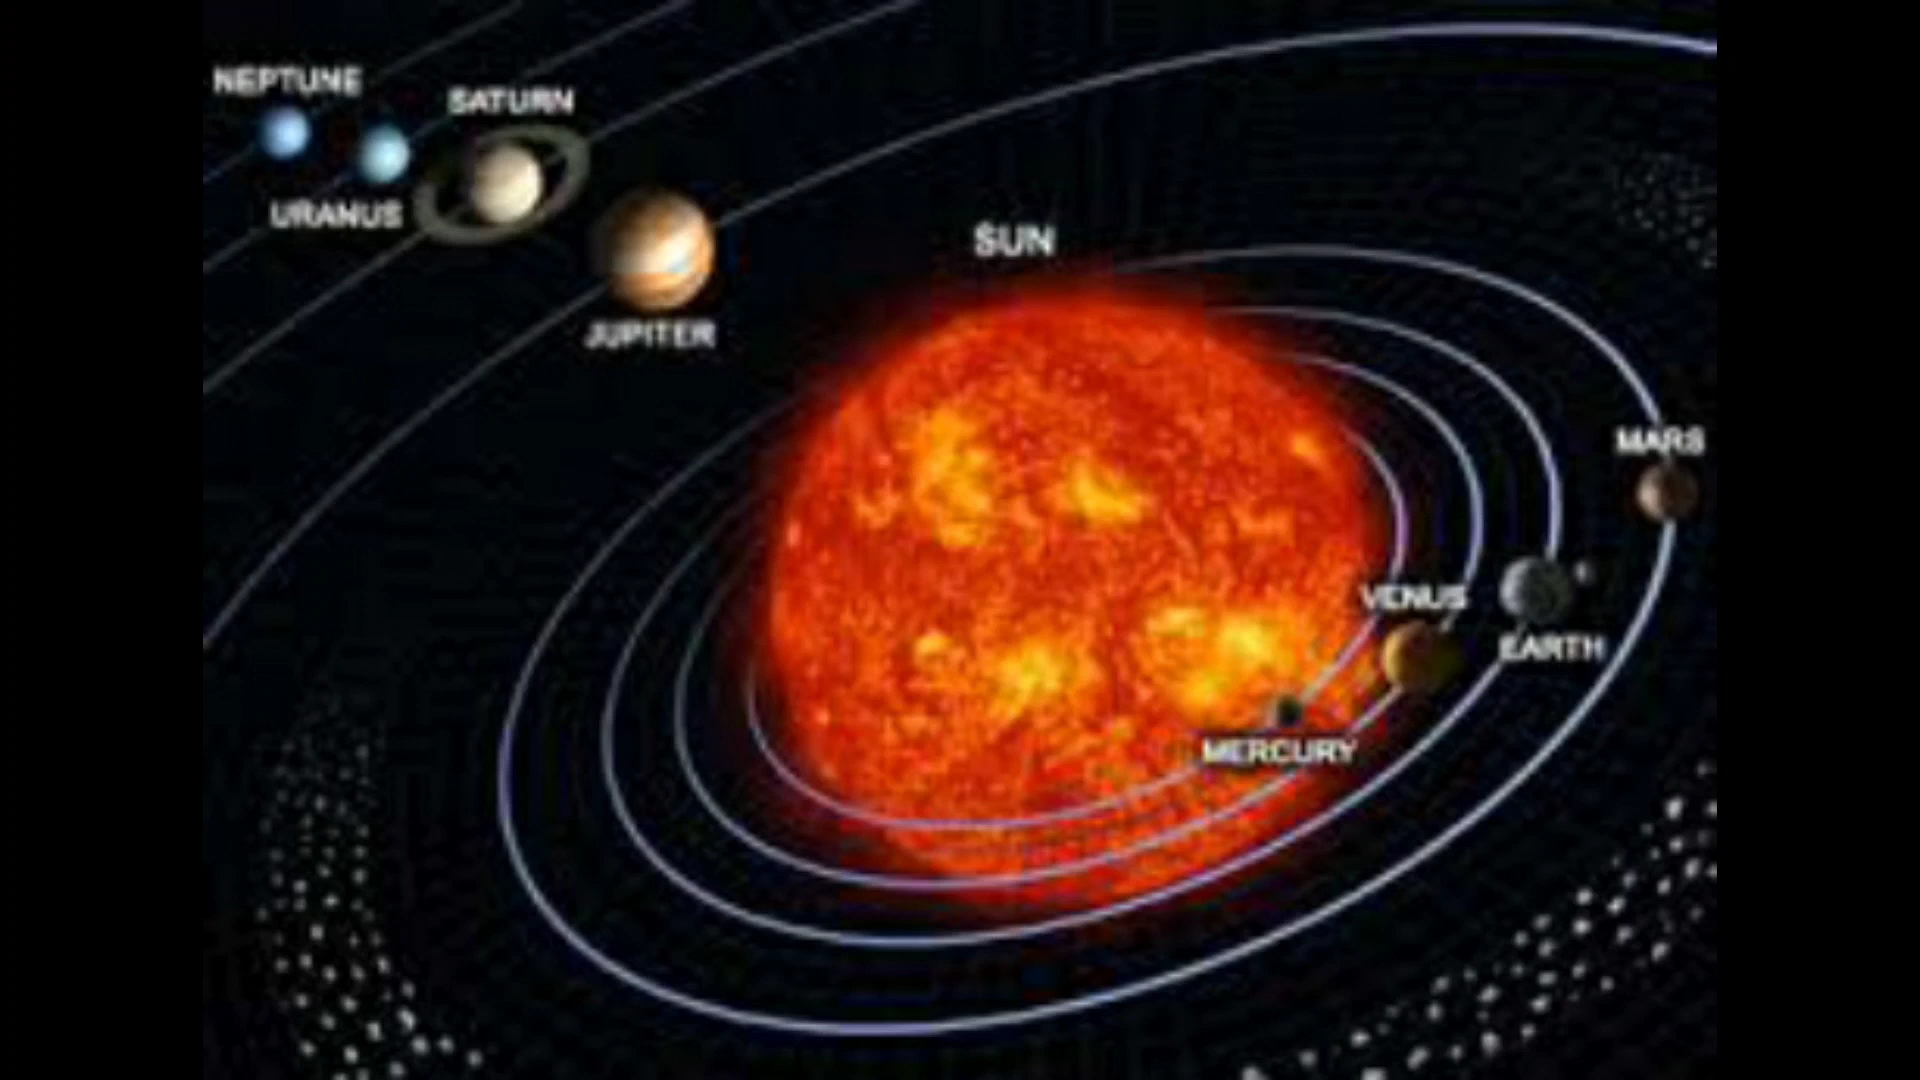 NEPTUNE
SATURN
URANUS
SUN
JUPITER
MARS
VENUS
EARTH
MERCURY